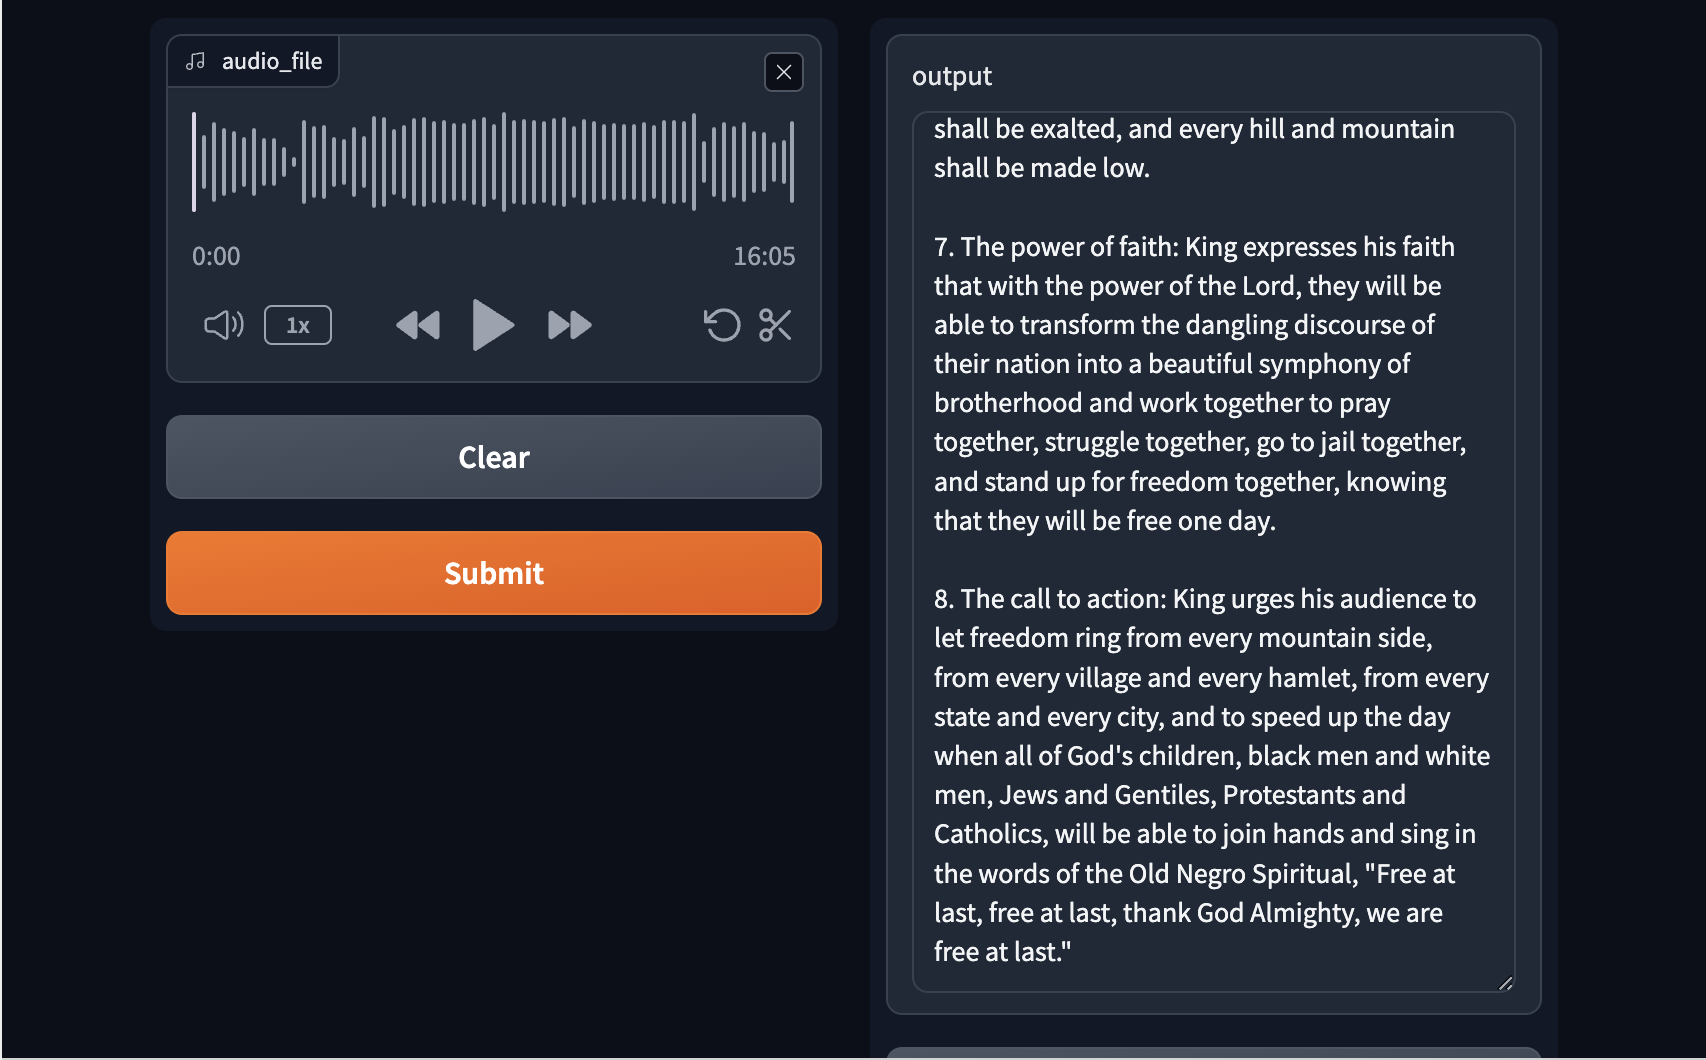 audio_file
0:00
16:05
1x
Clear
Submit
output
shall be exalted, and every hill and mountain
shall be made low.
7. The power of faith: King expresses his faith
that with the power of the Lord, they will be
able to transform the dangling discourse of
their nation into a beautiful symphony of
brotherhood and work together to pray
together, struggle together, go to jail together,
and stand up for freedom together, knowing
that they will be free one day.
8. The call to action: King urges his audience to
let freedom ring from every mountain side,
from every village and every hamlet, from every
state and every city, and to speed up the day
when all of God's children, black men and white
men, Jews and Gentiles, Protestants and
Catholics, will be able to join hands and sing in
the words of the Old Negro Spiritual, "Free at
last, free at last, thank God Almighty, we are
free at last."